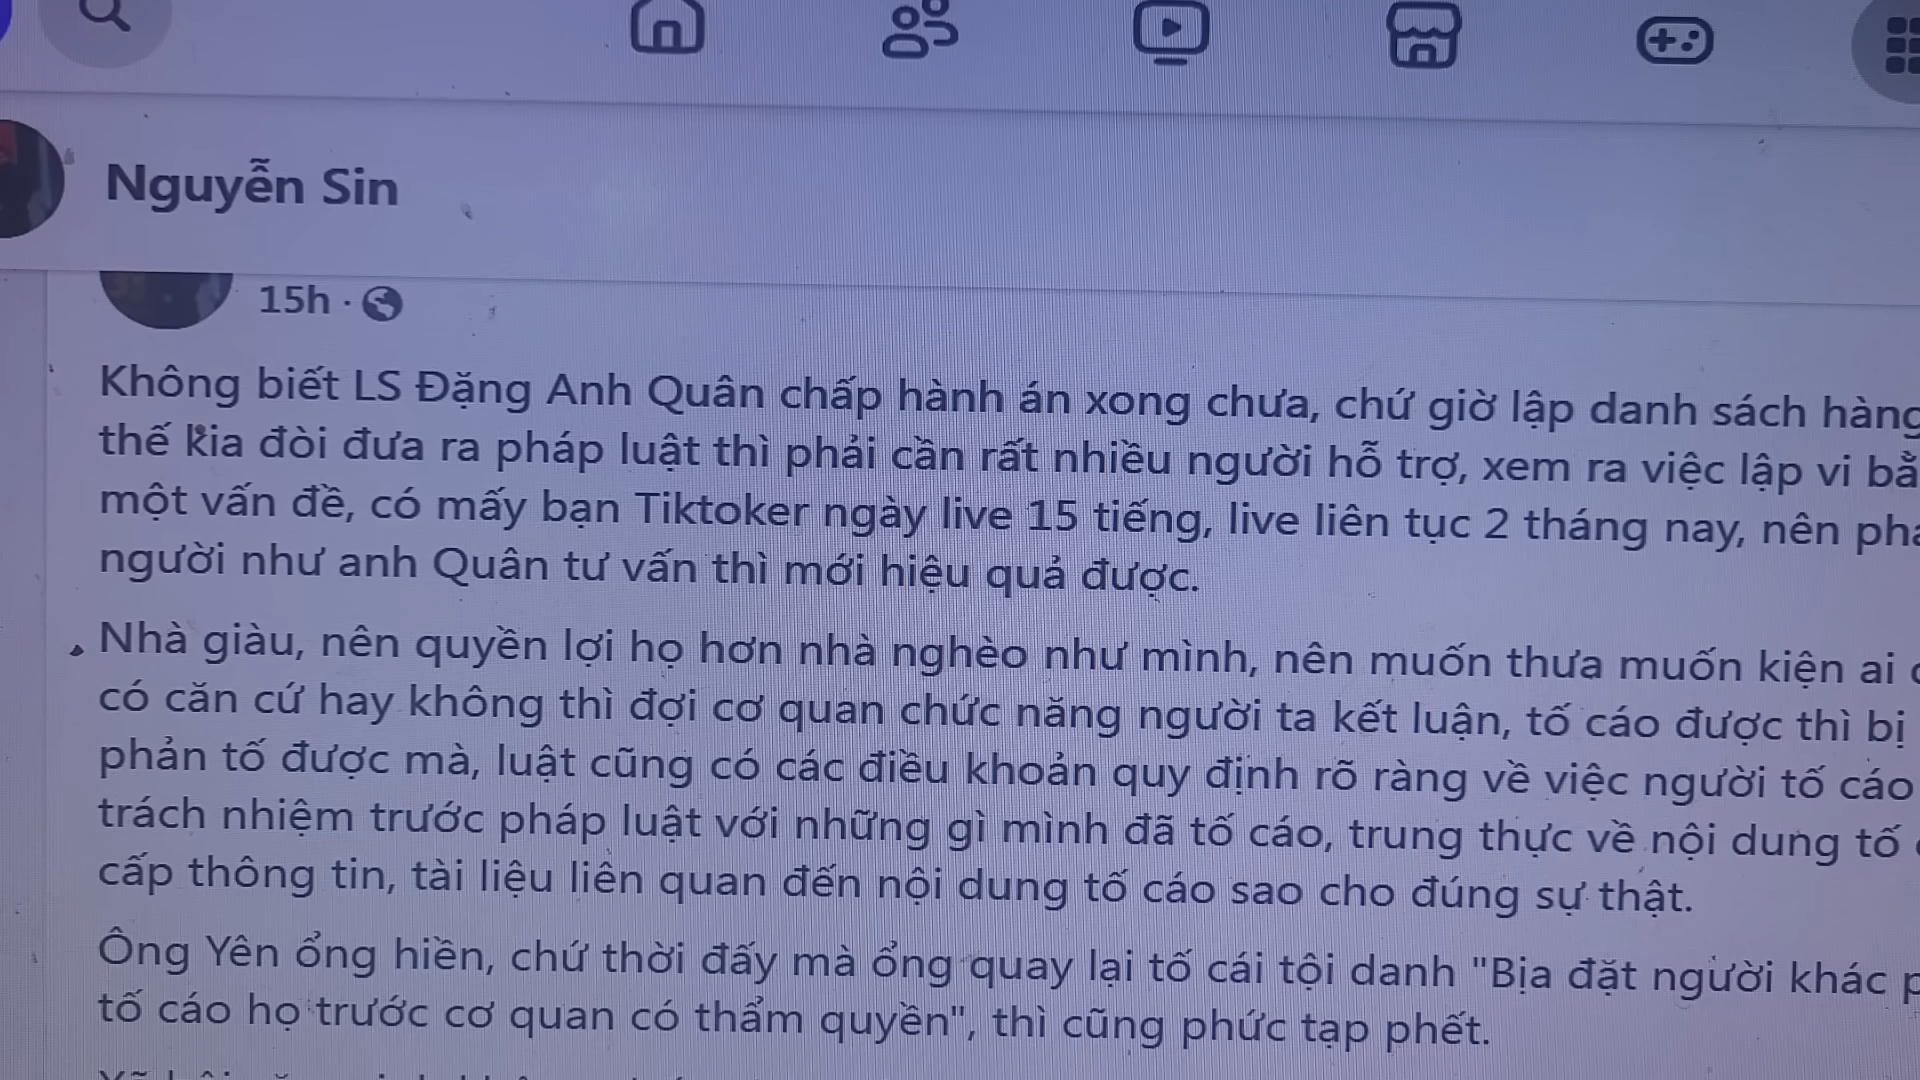 Nguyễn Sin
15h ·
Không biết LS Đặng Anh Quân chấp hành án xong chưa, chứ giờ lập danh sách hàng
thế kia đòi đưa ra pháp luật thì phải cần rất nhiều người hỗ trợ, xem ra việc lập vi
một vấn đề, có mấy bạn Tiktoker ngày live 15 tiếng, live liên tục 2 tháng nay, nên
người như anh Quân tư vấn thì mới hiệu quả được.
Nhà giàu, nên quyền lợi họ hơn nhà nghèo như mình, nên muốn thưa muốn kiện ai
có căn cứ hay không thì đợi cơ quan chức năng người ta kết luận, tố cáo được thì bị
phản tố được mà, luật cũng có các điều khoản quy định rõ ràng về việc người tố cáo
trách nhiệm trước pháp luật với những gì mình đã tố cáo, trung thực về nội dung tố
cấp thông tin, tài liệu liên quan đến nội dung tố cáo sao cho đúng sự thật.
Ông Yên ổng hiền, chứ thời đấy mà ổng quay lại tố cái tội danh "Bịa đặt người khác
tố cáo họ trước cơ quan có thẩm quyền", thì cũng phức tạp phết.